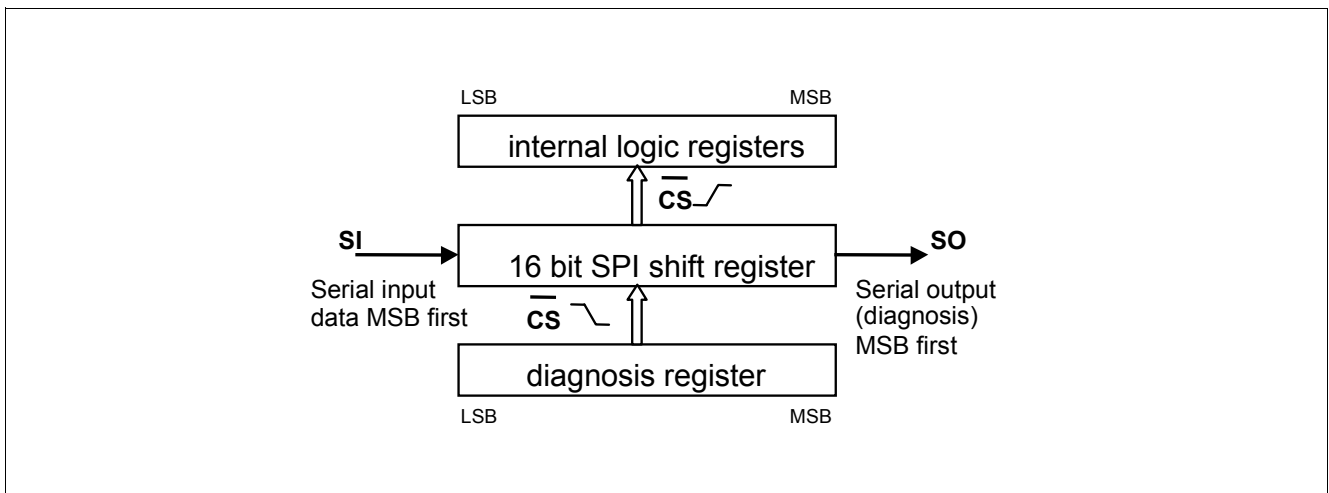 LSB MSB
internal logic registers
CS
SI SO
16 bit SPI shift register
Serial input
data MSB first
Serial output
(diagnosis)
MSB first
CS
diagnosis register
LSB MSB